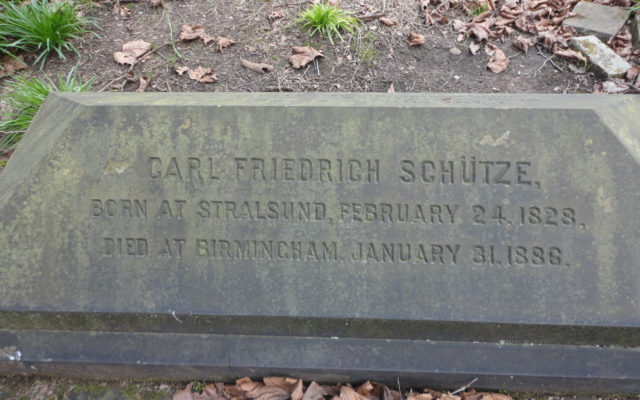 CARL FRIEDRICH SCHÜTZE,
BORN AT STRALSUND, FEBRUARY 24, 1828,
DIED AT BIRMINGHAM, JANUARY 31, 1886.